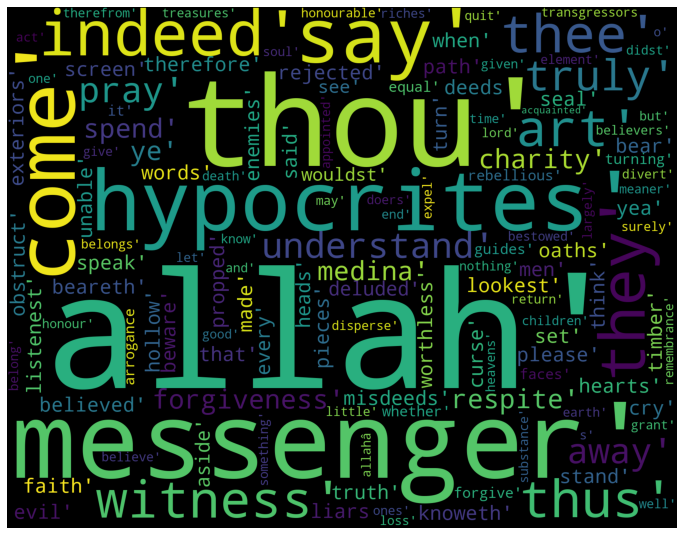 therefrom' treasures' honourable' riches' quit' transgressors'
act' indeed' say' soul' when' thee' o' didst'
screen' therefore' rejected' path' given' element'
exteriors' pray' see' equal' deeds' truly'
one' it' thou' time' acquainted' seal' believers' but'
come' spend' enemies' said' appointed' turn' lord' art' bear' turning'
give' ye' wouldst' charity'
unable' words' death' may' rebellious' divert' meaner'
hypocrites' doers' end' expel' largely' yea' surely'
obstruct' belongs' let' know' understand' guides' bestowed' oaths' they'
speak' and' propped' medina' nothing' men'
listenest' beareth' made' deluded' heads' lookest' return' think' timber'
honour' hollow' beware' every' pieces' worthless' set' children' remembrance'
belong' arrogance that' good' allah' disperse' curse' heavens' please' faces'
believed' forgiveness' misdeeds' respite' hearts'
little' whether' earth' cry' grant'
messenger' believe' aside' something' allahâ substance' s' away'
faith' truth' forgive' stand'
evil' witness' liars' ones' loss' knoweth' thus' well'